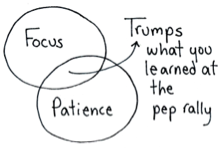 Focus
Patience
Trumps
what you
learned at
the
pep rally